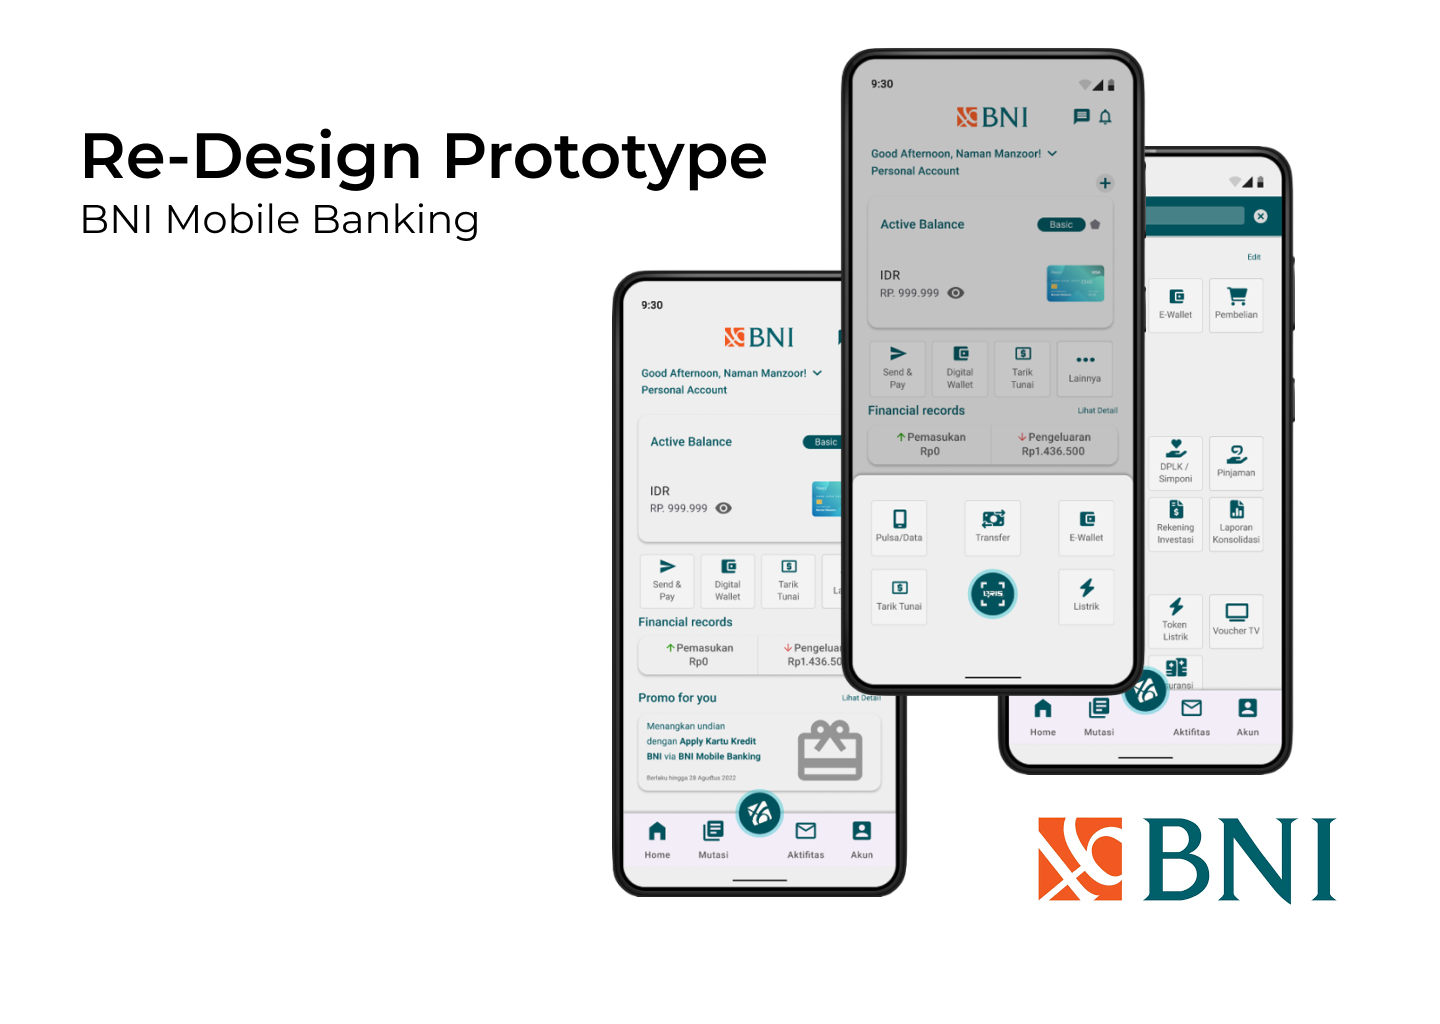 Re-Design Prototype
BNI Mobile Banking
9:30
BNI
Good Afternoon, Naman Manzoor!
Personal Account
Active Balance
Basic
IDR
RP. 999.999
Send &
Pay
Digital
Wallet
Tarik
Tunai
Financial records
Pemasukan
Rp0
Pengeluar
Rp1.436.50
Promo for you
Lihat Detail
Menangkan undian
dengan Apply Kartu Kredit
BNI via BNI Mobile Banking
Berlaku hingga 28 Agustus 2022
Home
Mutasi
Aktifitas
Akun
9:30
BNI
Good Afternoon, Naman Manzoor!
Personal Account
Active Balance
Basic
IDR
RP. 999.999
Send &
Pay
Digital
Wallet
Tarik
Tunai
Lainnya
Financial records
Lihat Detail
Pemasukan
Rp0
Pengeluaran
Rp1.436.500
Pulsa/Data
Transfer
E-Wallet
Tarik Tunai
QRIS
Listrik
Edit
E-Wallet
Pembelian
DPLK /
Simponi
Pinjaman
Rekening
Investasi
Laporan
Konsolidasi
Token
Listrik
Voucher TV
Home
Mutasi
Aktifitas
Akun
BNI